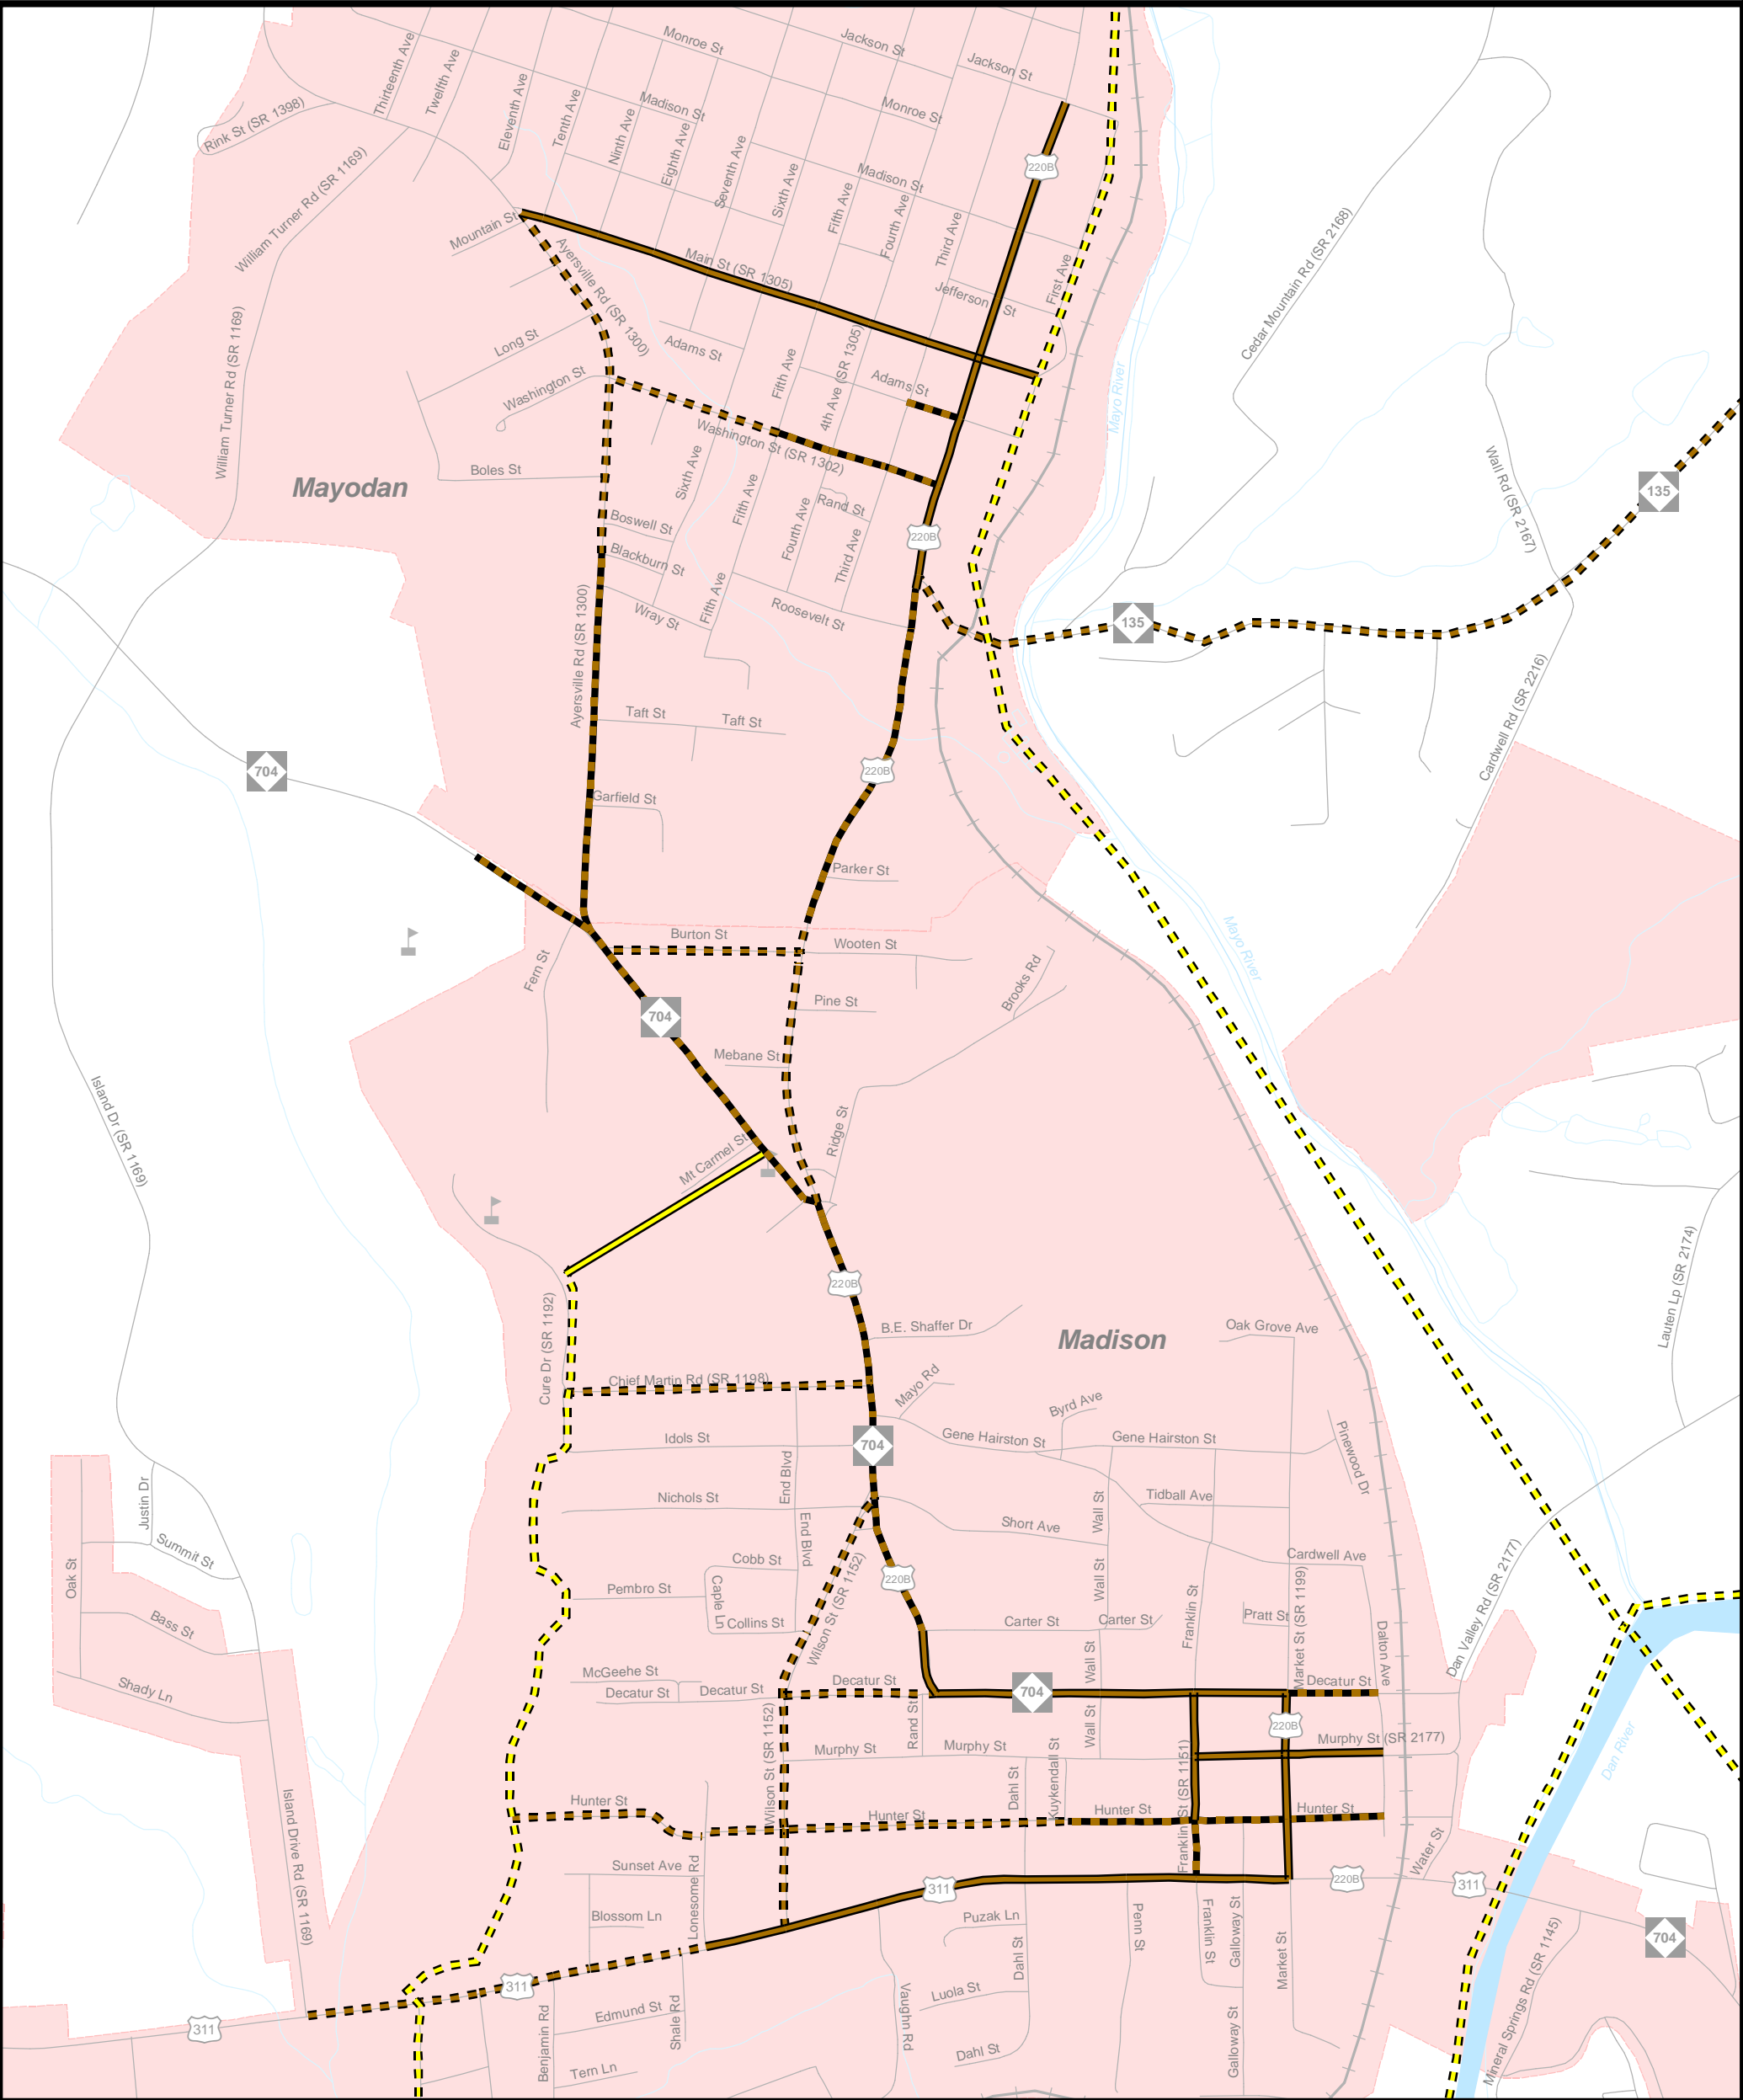 Monroe St
Jackson St
Jackson St
Thirteenth Ave
Twelfth Ave
Eleventh Ave
Tenth Ave
Ninth Ave
Eighth Ave
Seventh Ave
Sixth Ave
Fifth Ave
Fourth Ave
Third Ave
Madison St
Monroe St
Rink St (SR 1398)
220B
Madison St
William Turner Rd (SR 1169)
Mountain St
Main St (SR 1305)
Ayersville Rd (SR 1300)
First Ave
Jefferson St
Cedar Mountain Rd (SR 2168)
William Turner Rd (SR 1169)
Long St
Adams St
Fifth Ave
4th Ave (SR 1305)
Adams St
Mayo River
Washington St
Washington St (SR 1302)
Boles St
Sixth Ave
Fifth Ave
Mayodan
Wall Rd (SR 2167)
135
Rand St
Fourth Ave
Third Ave
Boswell St
Blackburn St
220B
Fifth Ave
Wray St
Roosevelt St
135
Ayersville Rd (SR 1300)
Cardwell Rd (SR 2216)
Taft St
Taft St
704
220B
Garfield St
Parker St
Burton St
Wooten St
Fern St
Brooks Rd
Mayo River
704
Pine St
Mebane St
Island Dr (SR 1169)
Ridge St
Mt Carmel St
220B
Lauten Lp (SR 2174)
Cure Dr (SR 1192)
B.E. Shaffer Dr
Oak Grove Ave
Madison
Chief Martin Rd (SR 1198)
Mayo Rd
Byrd Ave
Idols St
704
Gene Hairston St
Gene Hairston St
Pinewood Dr
End Blvd
Justin Dr
Nichols St
Wall St
Tidball Ave
Short Ave
End Blvd
Summit St
Oak St
Cobb St
Cardwell Ave
Dan Valley Rd (SR 2177)
Pembro St
Caple Ln
220B
Wall St
Franklin St
Market St (SR 1199)
Bass St
Collins St
Wilson St (SR 1152)
Carter St
Carter St
Pratt St
Dalton Ave
Wall St
McGeehe St
Shady Ln
Decatur St
Decatur St
Decatur St
704
Decatur St
Rand St
Wall St
220B
Wilson St (SR 1152)
Murphy St
Murphy St
Murphy St (SR 2177)
Dan River
Franklin St (SR 1151)
Dahl St
Kuykendall St
Hunter St
Hunter St
Hunter St
Hunter St
Island Drive Rd (SR 1169)
Sunset Ave
Lonesome Rd
Water St
311
220B
311
Blossom Ln
Puzak Ln
Dahl St
Penn St
Franklin St
Galloway St
Market St
704
Mineral Springs Rd (SR 1145)
311
311
Edmund St
Shale Rd
Luola St
Vaughn Rd
Benjamin Rd
Tern Ln
Dahl St
Galloway St